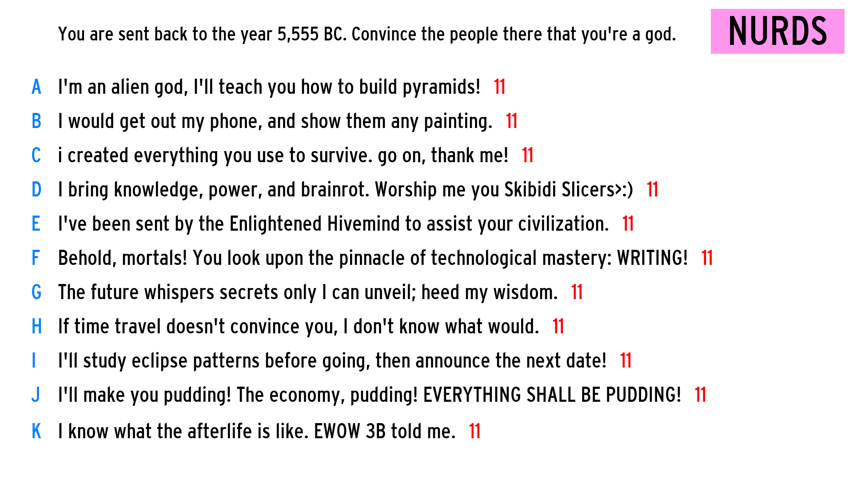 You are sent back to the year 5,555 BC. Convince the people there that you're a god.
NURDS
A I'm an alien god, I'll teach you how to build pyramids! 11
B I would get out my phone, and show them any painting. 11
C i created everything you use to survive. go on, thank me! 11
D I bring knowledge, power, and brainrot. Worship me you Skibidi Slicers>:) 11
E I've been sent by the Enlightened Hivemind to assist your civilization. 11
F Behold, mortals! You look upon the pinnacle of technological mastery: WRITING! 11
G The future whispers secrets only I can unveil; heed my wisdom. 11
H If time travel doesn't convince you, I don't know what would. 11
I I'll study eclipse patterns before going, then announce the next date! 11
J I'll make you pudding! The economy, pudding! EVERYTHING SHALL BE PUDDING! 11
K I know what the afterlife is like. EWOW 3B told me. 11